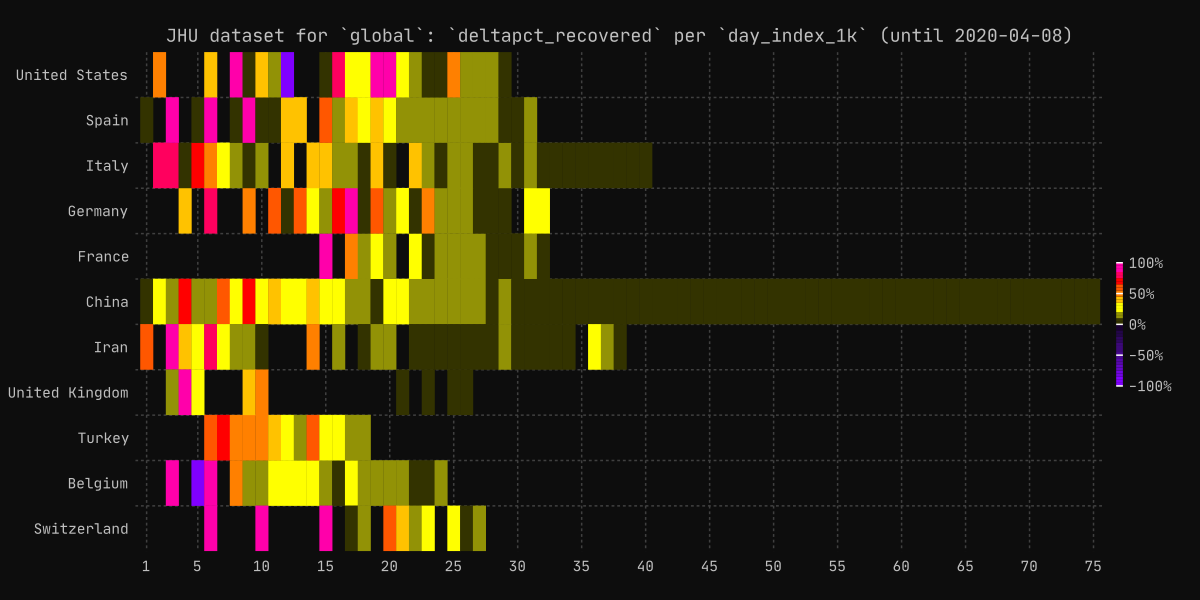 JHU dataset for `global`: `deltapct_recovered` per `day_index_1k` (until 2020-04-08)
United States
Spain
Italy
Germany
France
China
Iran
United Kingdom
Turkey
Belgium
Switzerland
1 5 10 15 20 25 30 35 40 45 50 55 60 65 70 75
100%
50%
0%
-50%
-100%